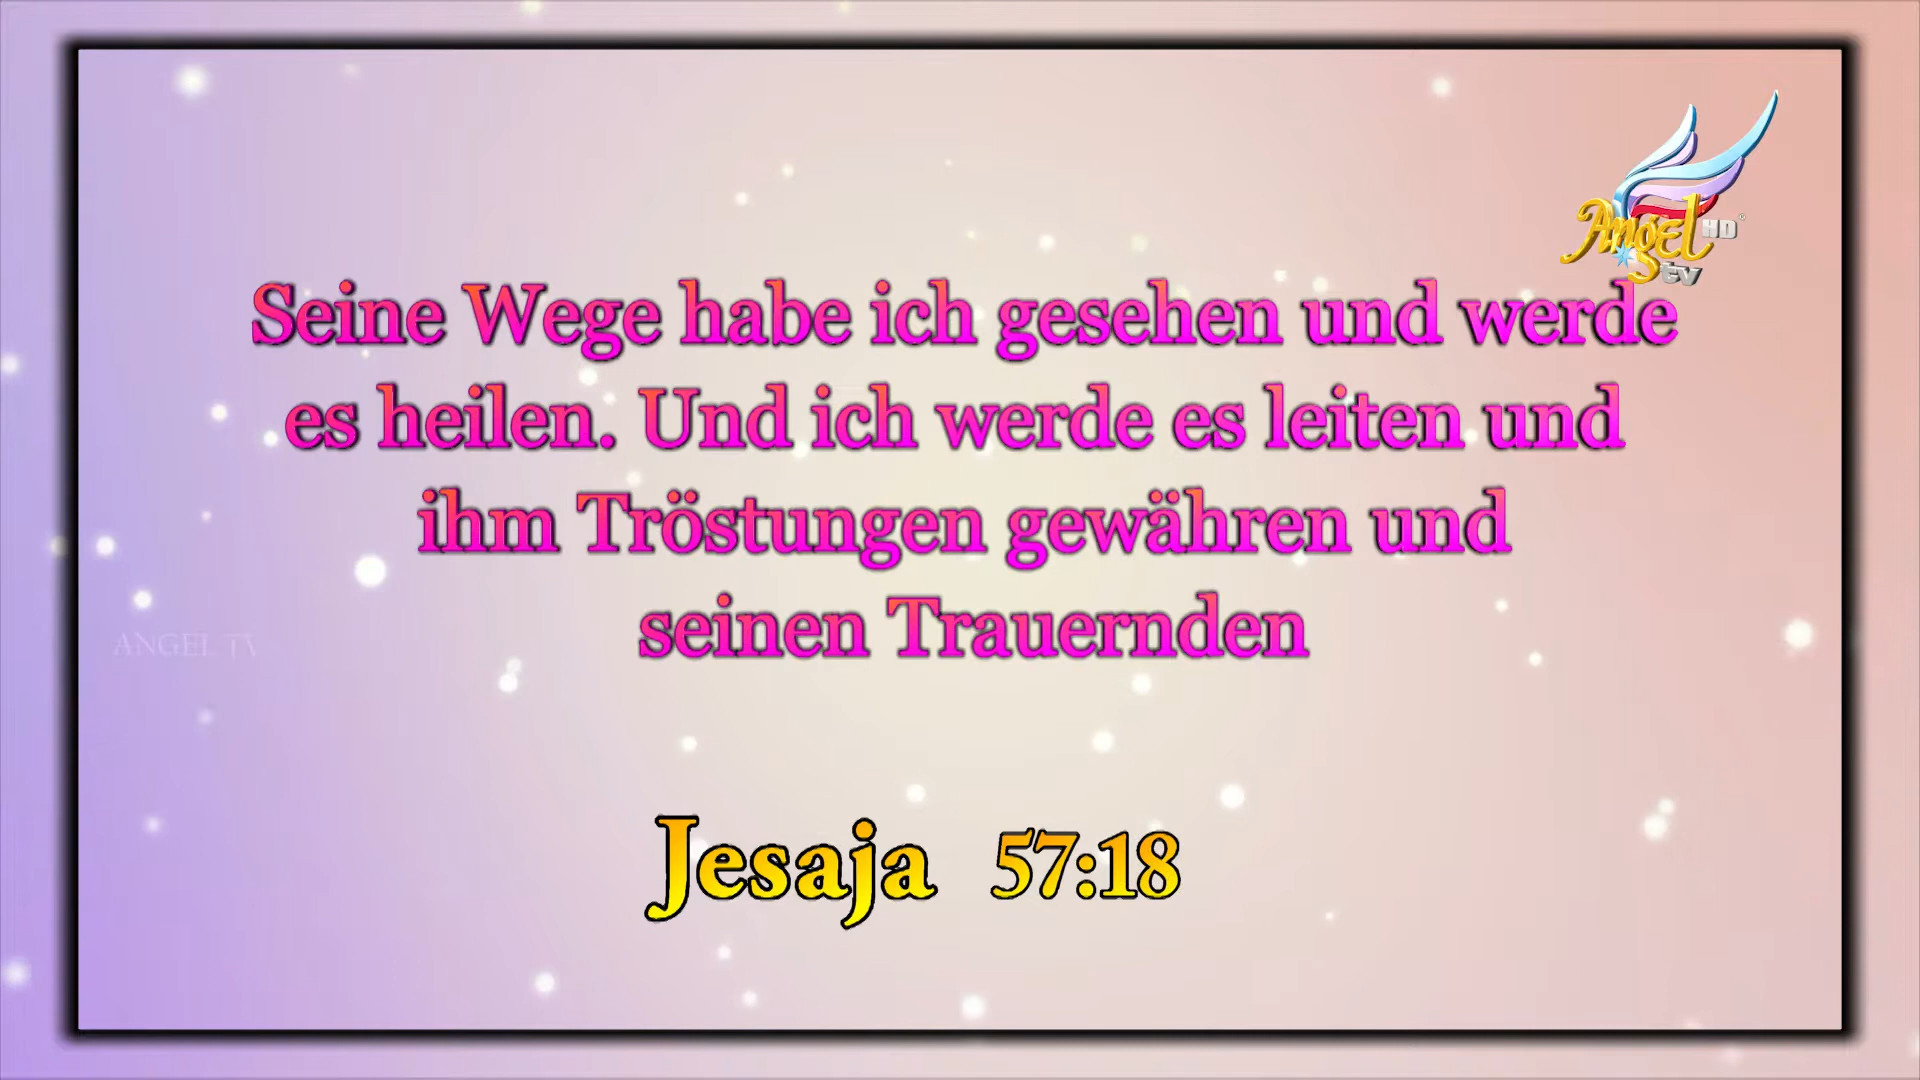 Angel HD
tv
Seine Wege habe ich gesehen und werde
es heilen. Und ich werde es leiten und
ihm Tröstungen gewähren und
seinen Trauernden
ANGEL TV
Jesaja 57:18